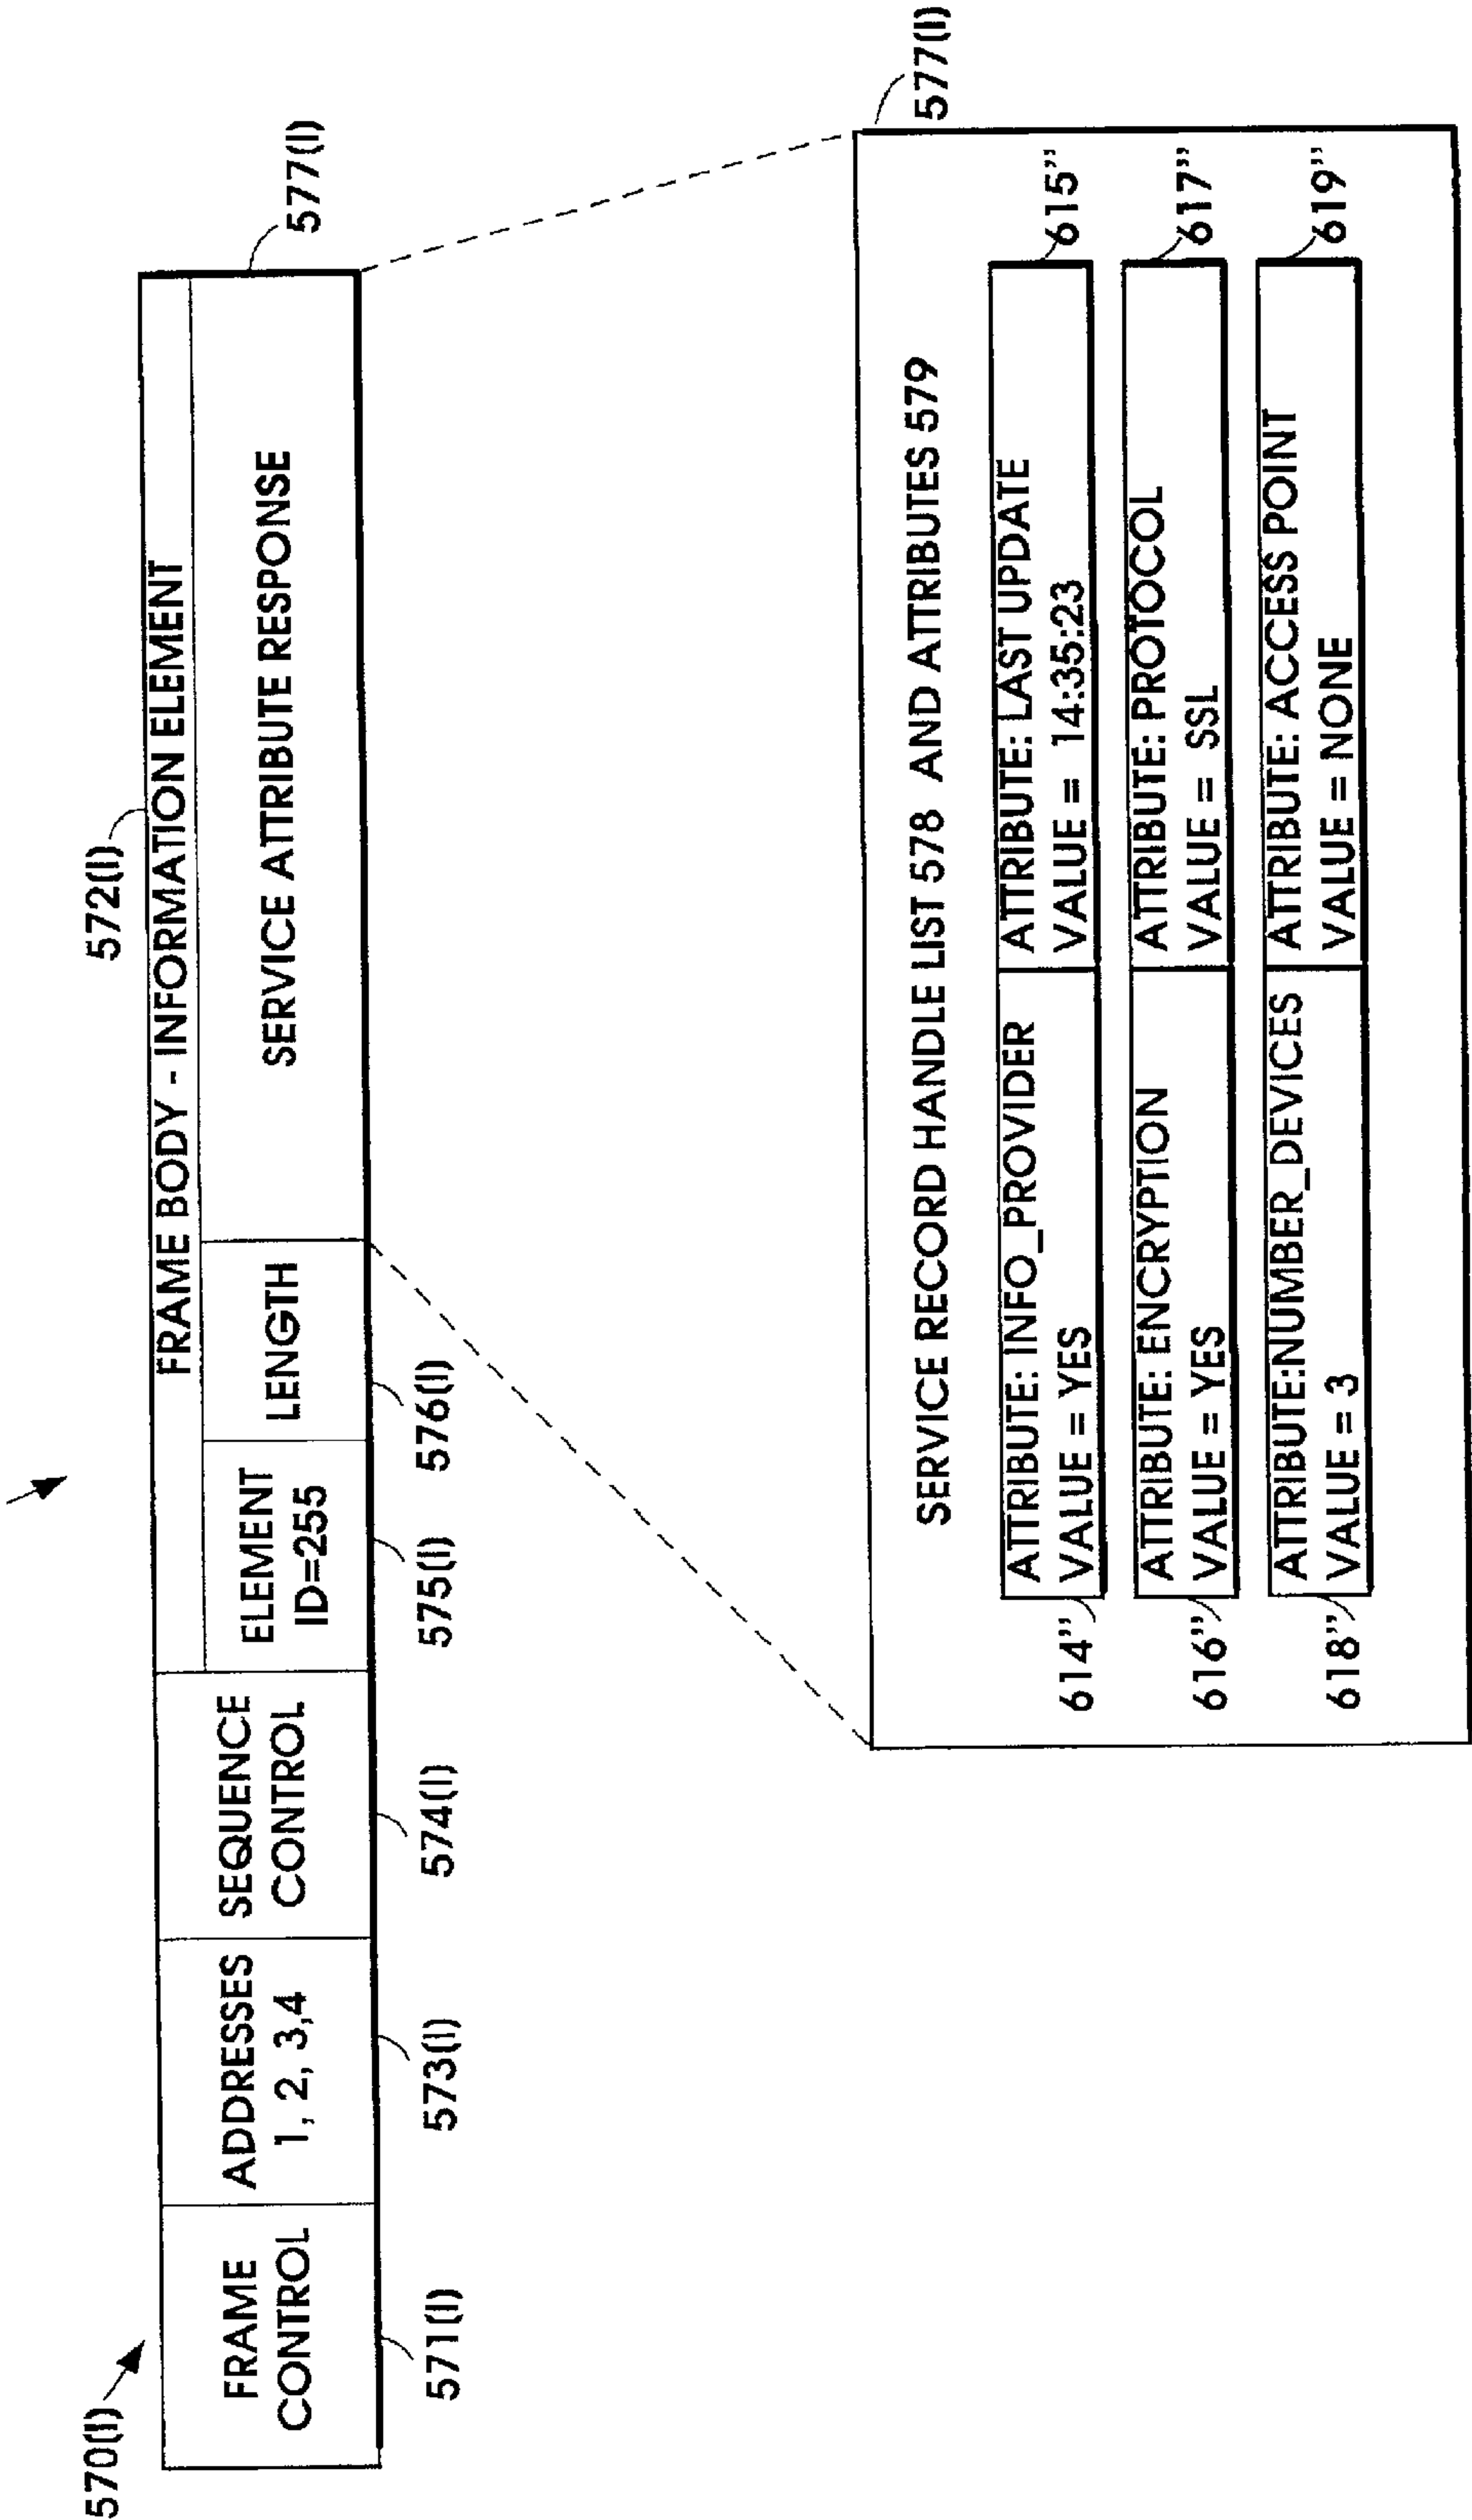 570(I)
572(I)
577(I)
FRAME BODY - INFORMATION ELEMENT
FRAME
CONTROL
ADDRESSES
1, 2, 3,4
SEQUENCE
CONTROL
ELEMENT
ID=255
LENGTH
SERVICE ATTRIBUTE RESPONSE
571(I)
573(I)
574(I)
575(I)
576(I)
577(I)
SERVICE RECORD HANDLE LIST 578 AND ATTRIBUTES 579
614”
ATTRIBUTE: INFO_PROVIDER
VALUE = YES
ATTRIBUTE: LAST UPDATE
VALUE = 14:35:23
615”
616”
ATTRIBUTE: ENCRYPTION
VALUE = YES
ATTRIBUTE: PROTOCOL
VALUE = SSL
617”
618”
ATTRIBUTE:NUMBER_DEVICES
VALUE = 3
ATTRIBUTE: ACCESS POINT
VALUE = NONE
619”